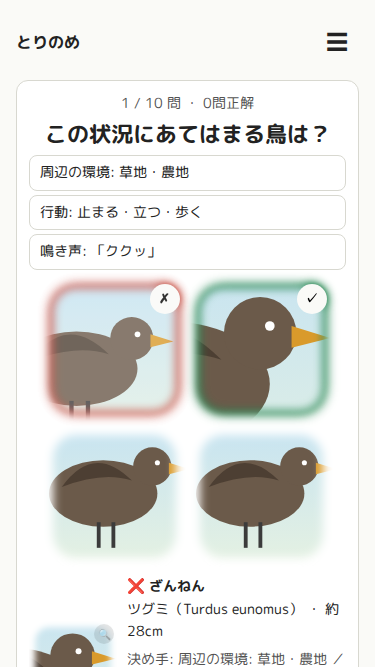 とりのめ
1 / 10 問 · 0問正解
この状況にあてはまる鳥は？
周辺の環境: 草地・農地
行動: 止まる・立つ・歩く
鳴き声: 「ククッ」
✗
✓
❌ ざんねん
ツグミ（Turdus eunomus） · 約
28cm
決め手: 周辺の環境: 草地・農地 ／